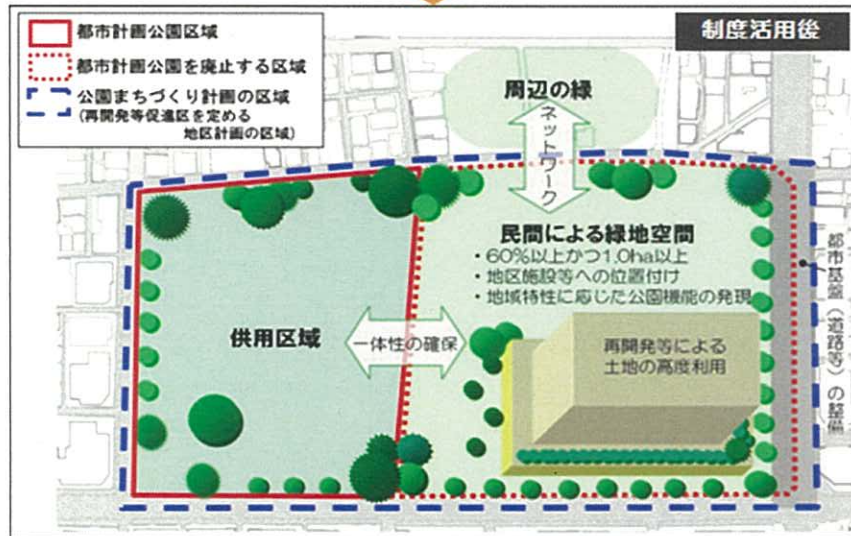 都市計画公園区域
都市計画公園を廃止する区域
公園まちづくり計画の区域
(再開発等促進区を定める
地区計画の区域)
制度活用後
周辺の緑
ネットワーク
民間による緑地空間
・60%以上かつ1.0ha以上
・地区施設等への位置付け
・地域特性に応じた公園機能の発現
供用区域
一体性の確保
再開発等による
土地の高度利用
都市基盤（道路等）の整備